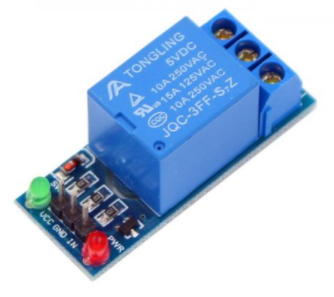 TONGLING
5VDC
10A 250VAC
15A 125VAC
10A 250VAC
JQC-3FF-S-Z
VCC GND IN
PWR